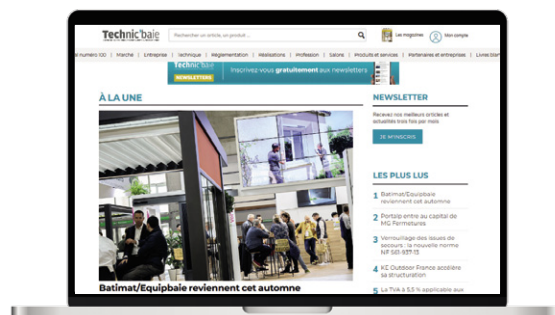 Technic'baie
Rechercher un article, un produit ...
Les magazines
Mon compte
numéro 100 | Marché | Entreprise | Technique | Réglementation | Réalisations | Profession | Salons | Produits et services | Partenaires et entreprises | Livres blancs
Technic'baie
NEWSLETTERS
Inscrivez-vous gratuitement aux newsletters
À LA UNE
Batimat/Equipbaie reviennent cet automne
NEWSLETTER
Recevez nos meilleurs articles et
actualités trois fois par mois
JE M'INSCRIS
LES PLUS LUS
1 Batimat/Equipbaie
reviennent cet automne
2 Portalp entre au capital de
MG Fermetures
3 Verrouillage des issues de
secours : la nouvelle norme
NF S61-937-13
4 KE Outdoor France accélère
sa structuration
5 La TVA à 5,5 % applicable aux